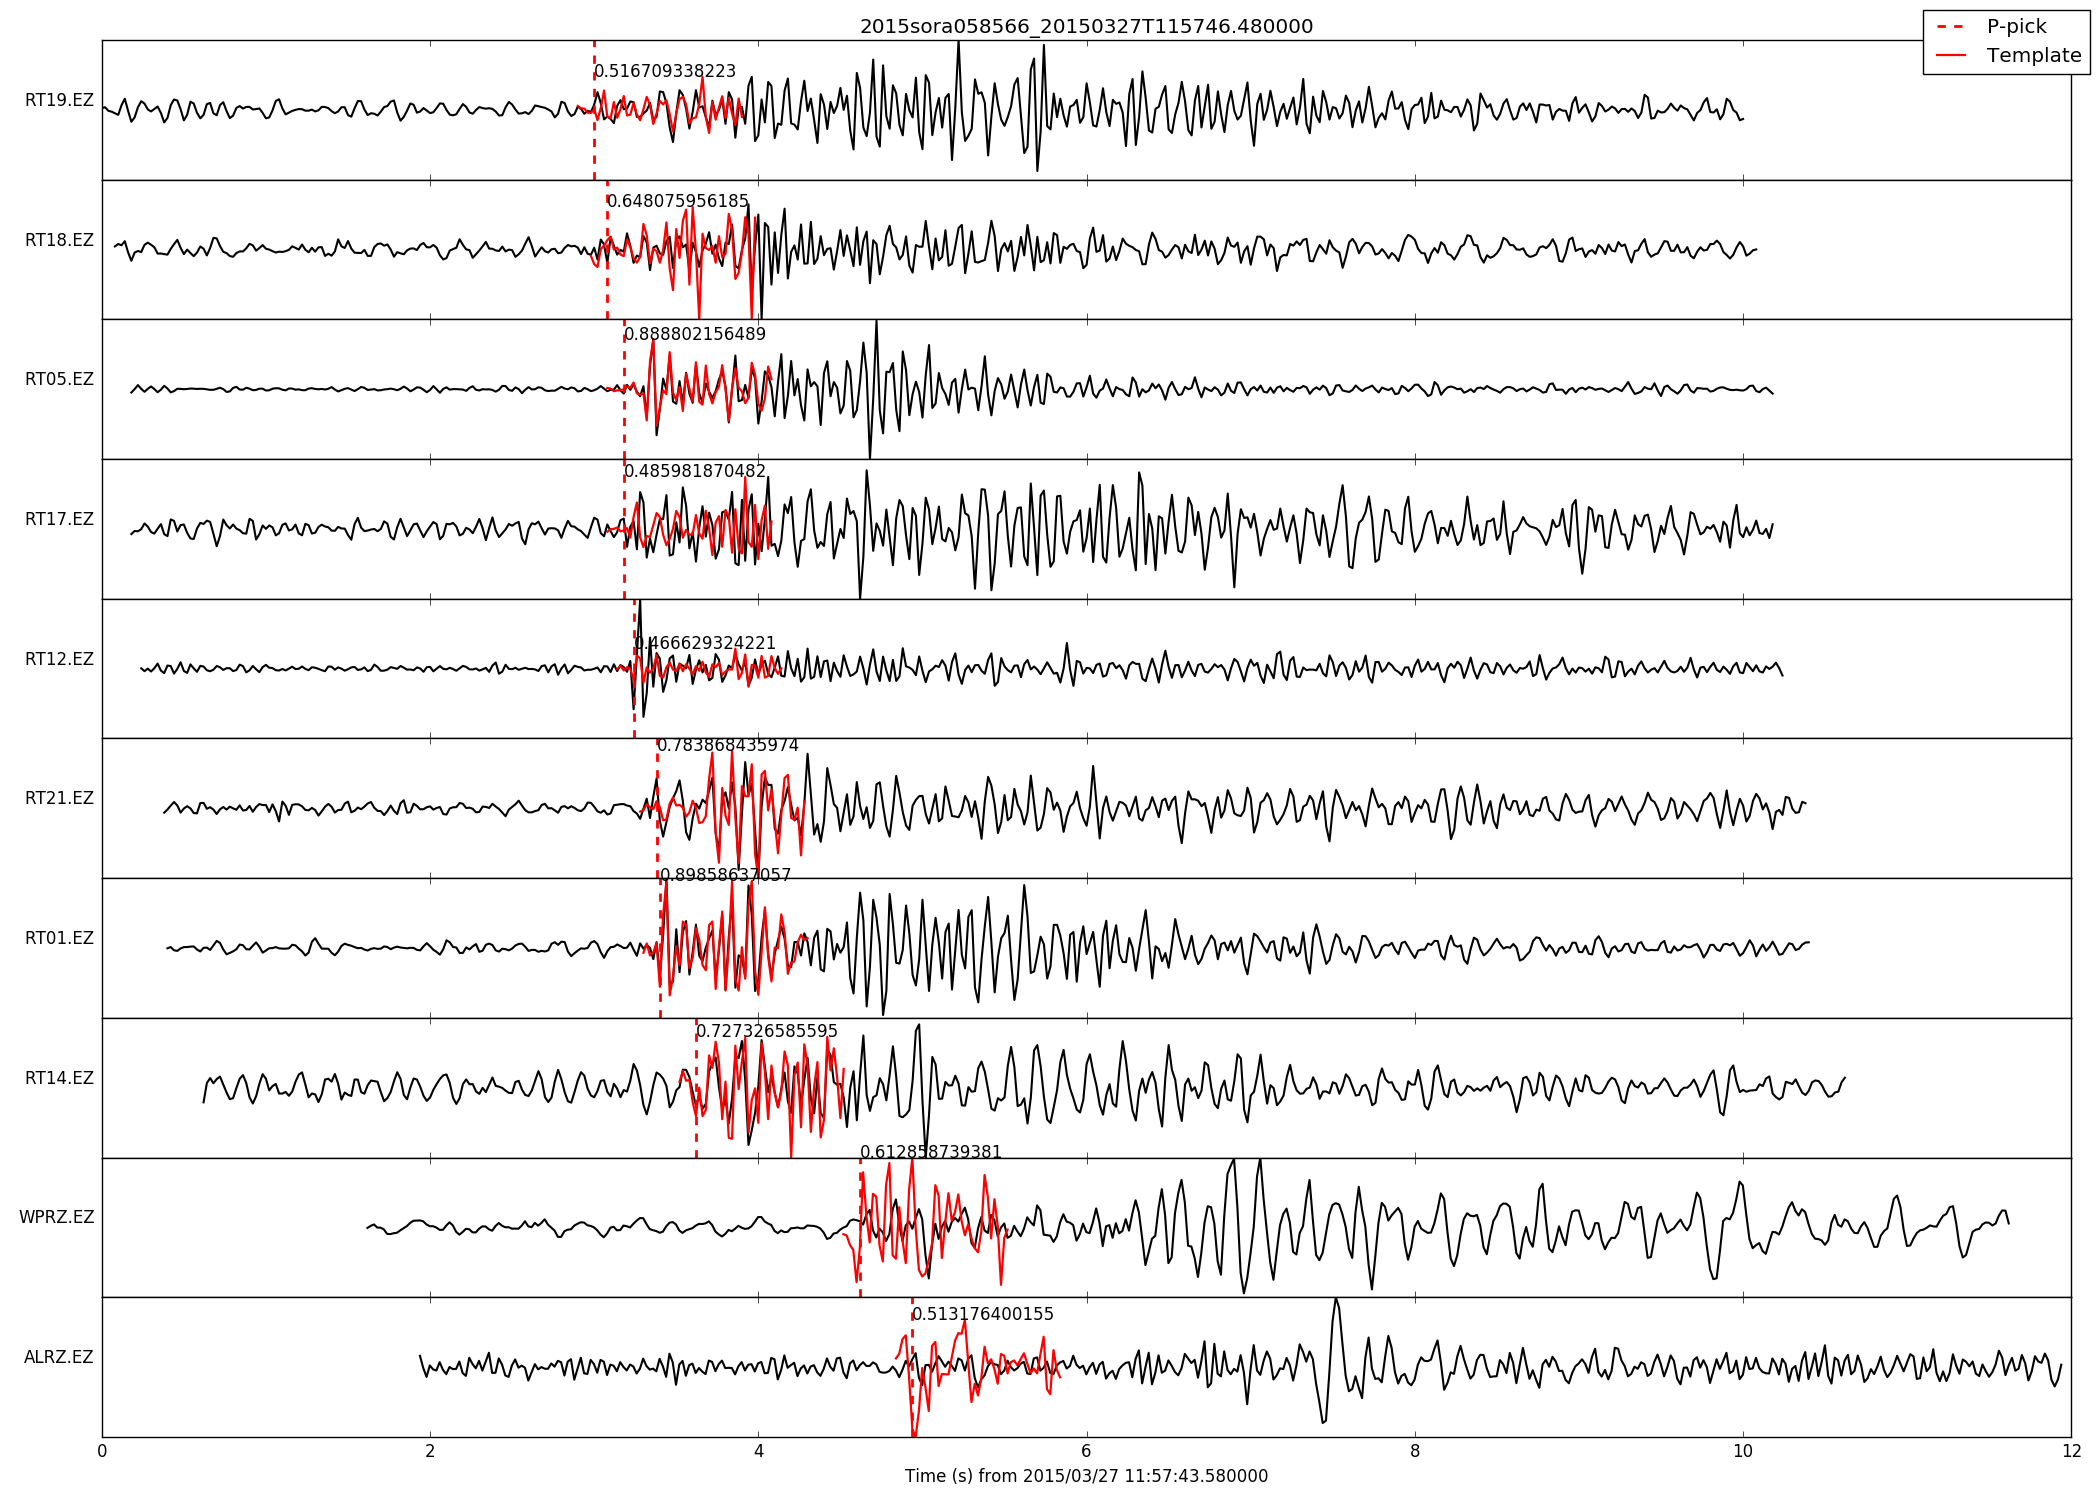 2015sora058566_20150327T115746.480000
P-pick
Template
RT19.EZ
0.516709338223
RT18.EZ
0.648075956185
RT05.EZ
0.888802156489
RT17.EZ
0.485981870482
RT12.EZ
0.466629324221
RT21.EZ
0.783868435974
RT01.EZ
0.89858637057
RT14.EZ
0.727326585595
WPRZ.EZ
0.612858739381
ALRZ.EZ
0.513176400155
0 2 4 6 8 10 12
Time (s) from 2015/03/27 11:57:43.580000